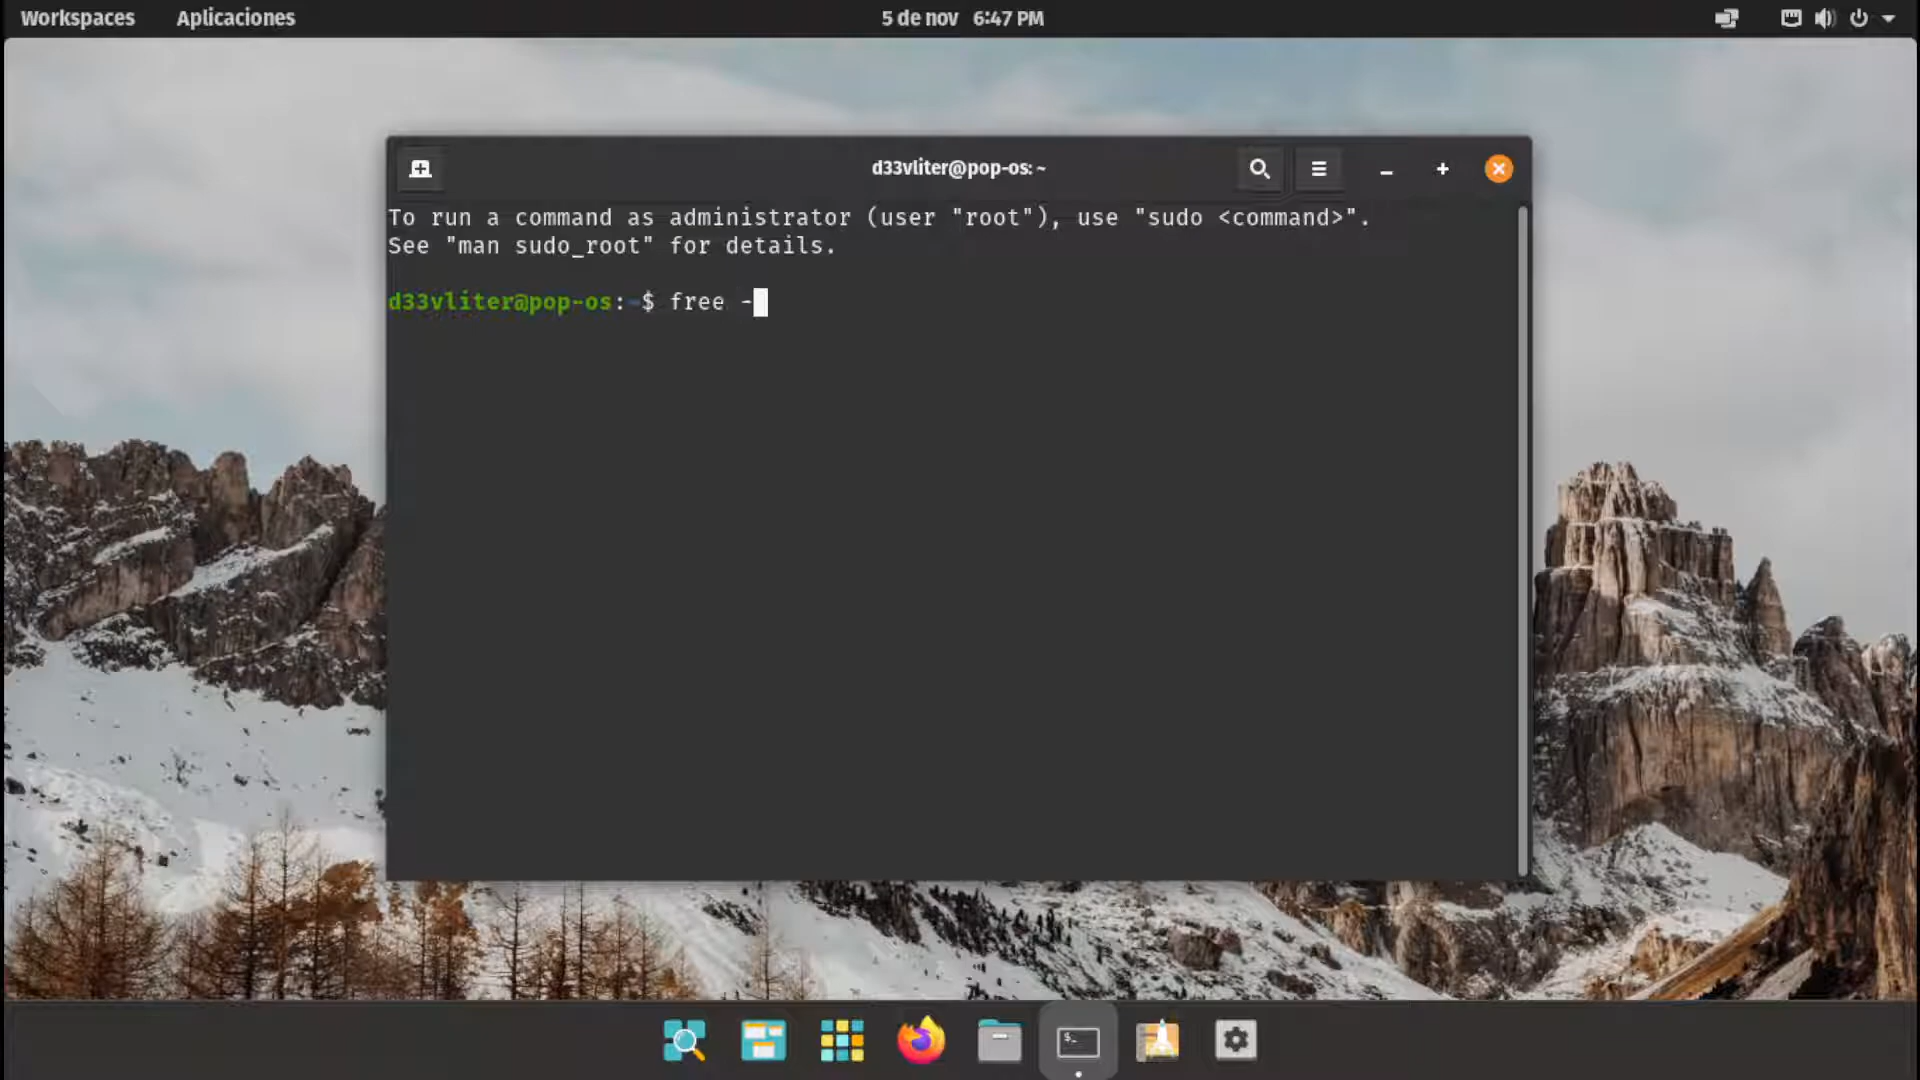 Workspaces Aplicaciones 5 de nov 6:47 PM
d33vliter@pop-os: ~
To run a command as administrator (user "root"), use "sudo <command>".
See "man sudo_root" for details.
d33vliter@pop-os:~$ free -